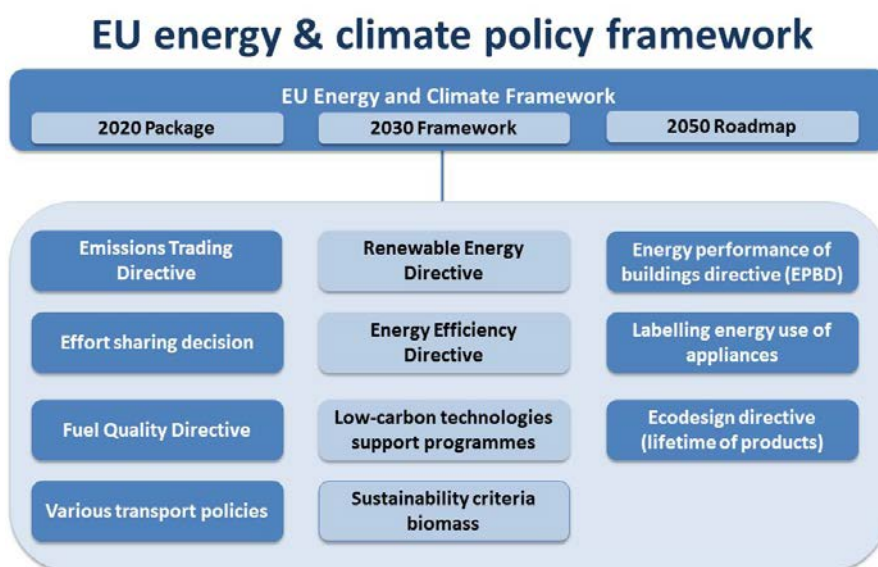 EU energy & climate policy framework
EU Energy and Climate Framework
2020 Package
2030 Framework
2050 Roadmap
Emissions Trading
Directive
Renewable Energy
Directive
Energy performance of
buildings directive (EPBD)
Effort sharing decision
Energy Efficiency
Directive
Labelling energy use of
appliances
Fuel Quality Directive
Low-carbon technologies
support programmes
Ecodesign directive
(lifetime of products)
Various transport policies
Sustainability criteria
biomass